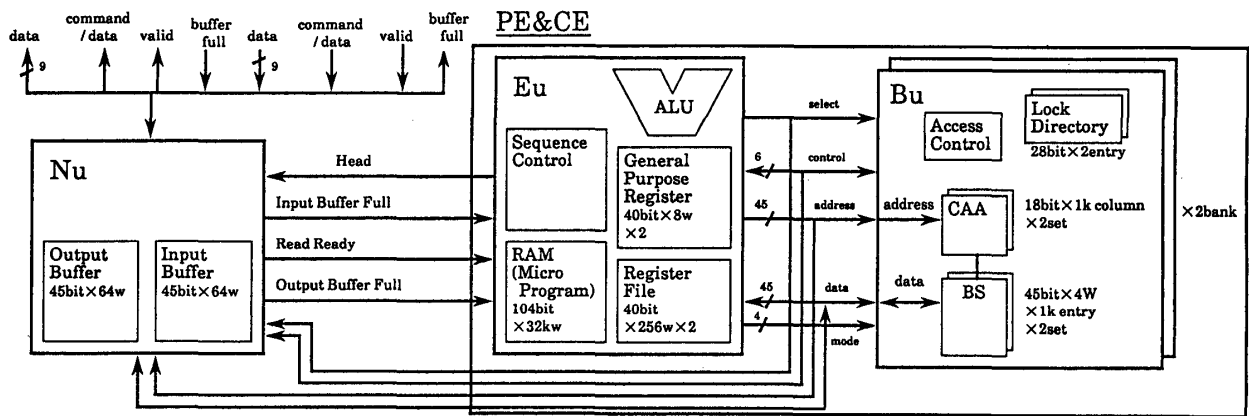 PE&CE
data
command
/data
valid
buffer
full
data
command
/data
valid
buffer
full
9
9
Nu
Output
Buffer
45bit×64w
Input
Buffer
45bit×64w
Head
Input Buffer Full
Read Ready
Output Buffer Full
Eu
ALU
Sequence
Control
General
Purpose
Register
40bit×8w
×2
RAM
(Micro
Program)
104bit
×32kw
Register
File
40bit
×256w×2
select
6
control
45
address
45
data
4
mode
Bu
Access
Control
Lock
Directory
28bit×2entry
address
CAA
18bit×1k column
×2set
data
BS
45bit×4W
×1k entry
×2set
×2bank